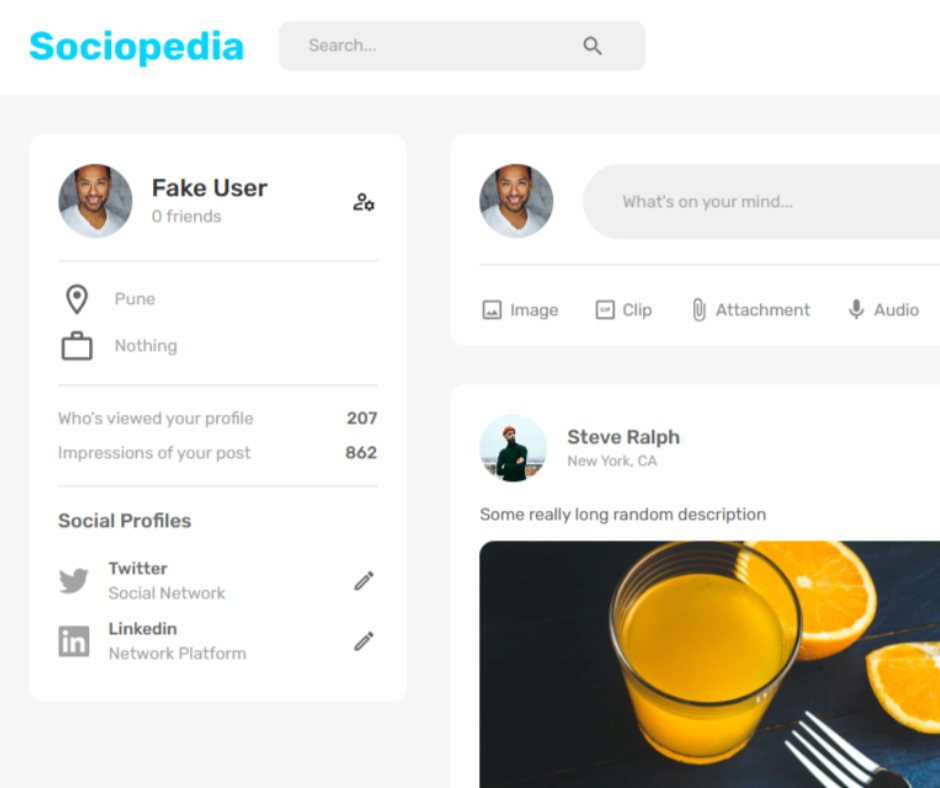 Sociopedia
Search...
Fake User
0 friends
Pune
Nothing
Who's viewed your profile 207
Impressions of your post 862
Social Profiles
Twitter
Social Network
Linkedin
Network Platform
What's on your mind...
Image GIF Clip Attachment Audio
Steve Ralph
New York, CA
Some really long random description